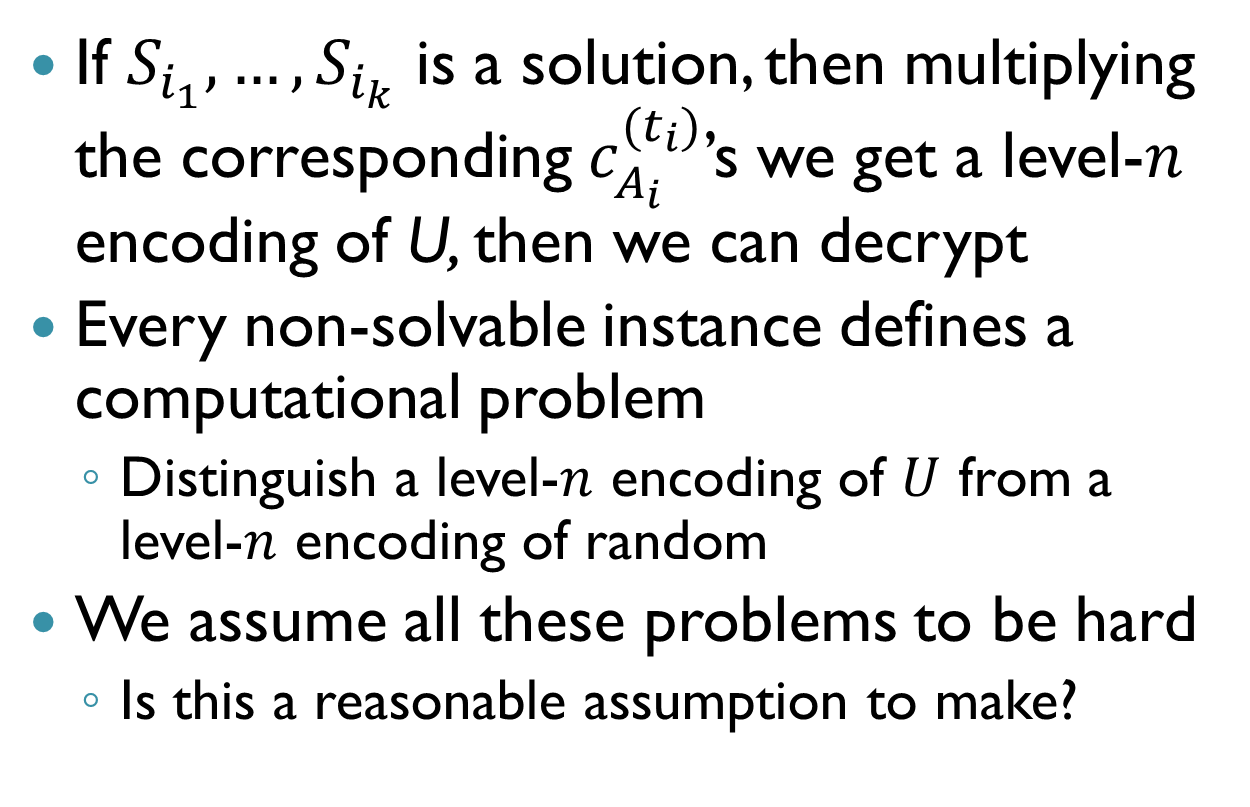 • If $S_{i_1}, \ldots, S_{i_k}$ is a solution, then multiplying
the corresponding $c_{A_i}^{(t_i)}$'s we get a level-$n$
encoding of U, then we can decrypt
• Every non-solvable instance defines a
computational problem
◦ Distinguish a level-$n$ encoding of $U$ from a
level-$n$ encoding of random
• We assume all these problems to be hard
◦ Is this a reasonable assumption to make?